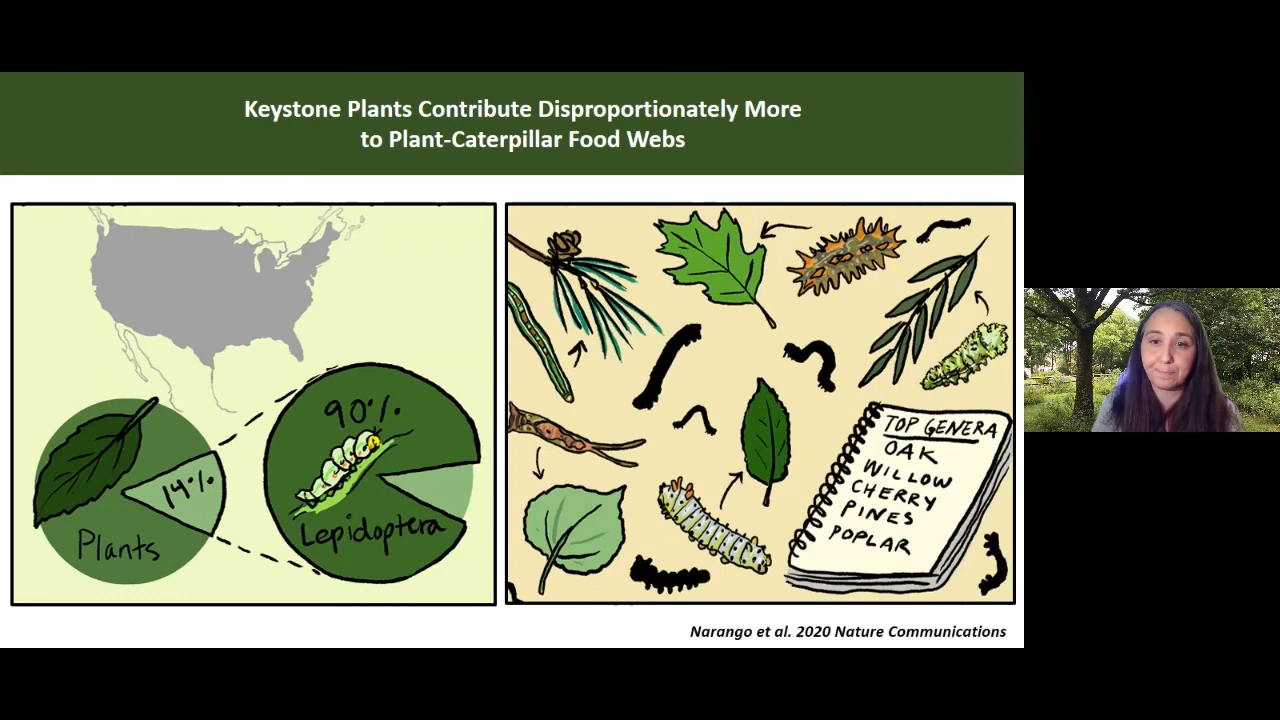 Keystone Plants Contribute Disproportionately More
to Plant-Caterpillar Food Webs
14%
Plants
90%
Lepidoptera
TOP GENERA
OAK
WILLOW
CHERRY
PINES
POPLAR
Narango et al. 2020 Nature Communications